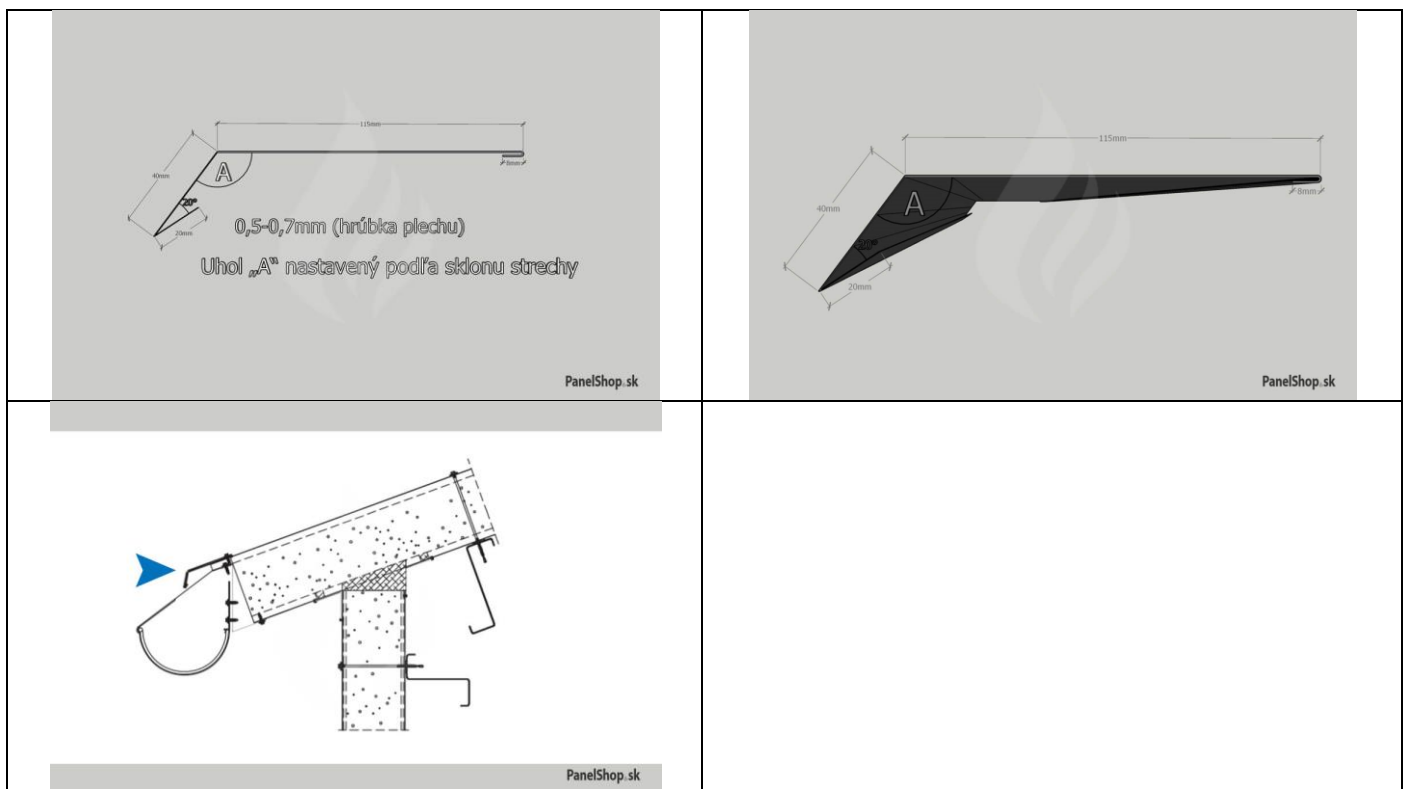 115mm
40mm
A
8mm
20°
20mm
0,5-0,7mm (hrúbka plechu)
Uhol „A“ nastavený podľa sklonu strechy
PanelShop.sk
115mm
40mm
A
8mm
20°
20mm
PanelShop.sk
PanelShop.sk